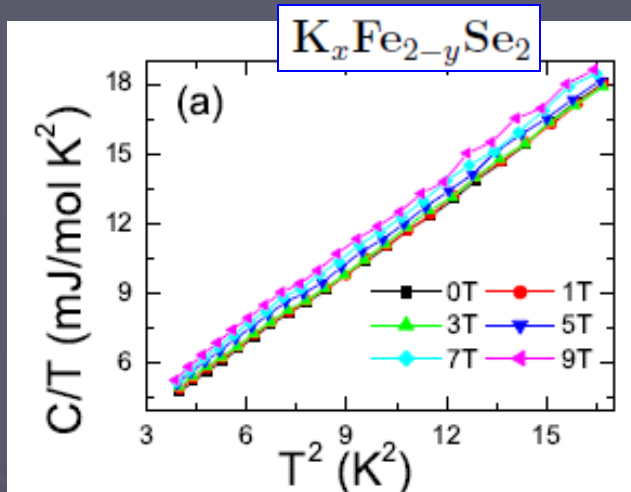 KₓFe₂₋ᵧSe₂
(a)
18
15
12
9
6
C/T (mJ/mol K²)
0T 1T
3T 5T
7T 9T
3 6 9 12 15
T² (K²)